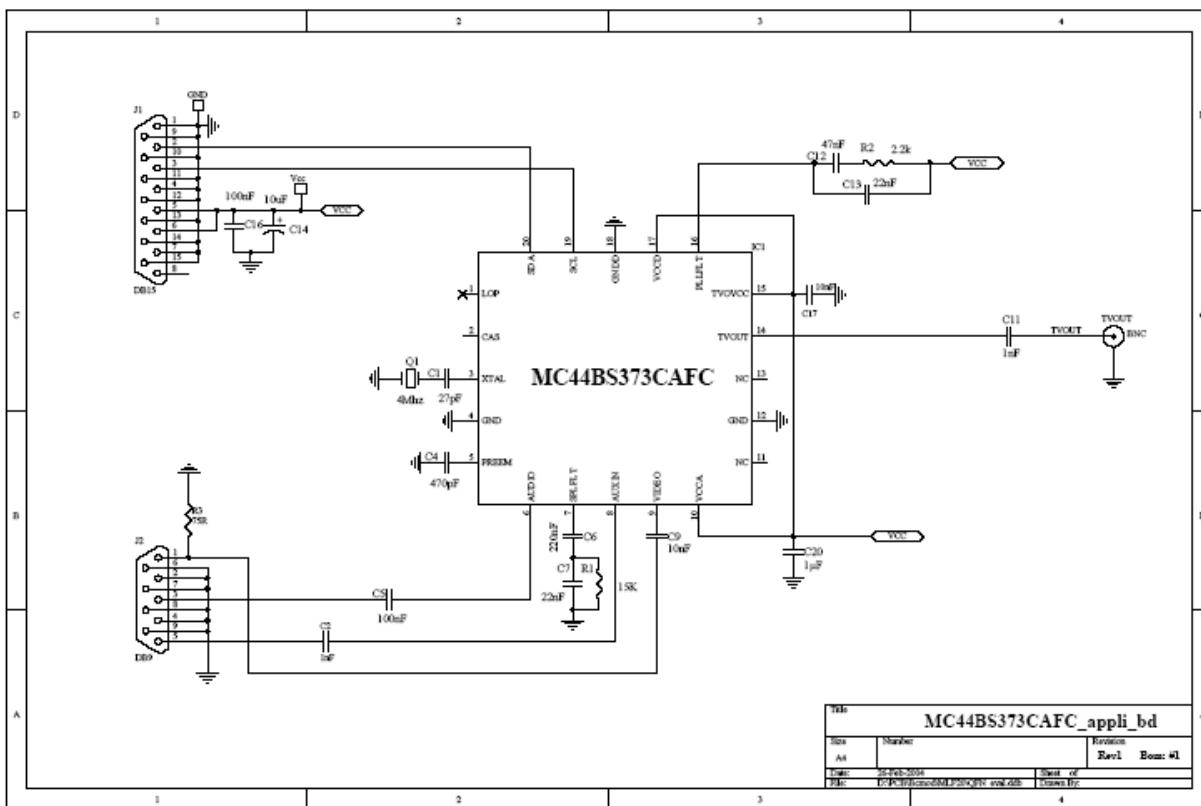 1 2 3 4
D
C
B
A
GND
J1
1
9
2
10
3
11
4
12
5
13
6
14
7
15
8
DB15
Vcc
100nF 10uF
VCC
C16 C14
47nF
C12 R2 2.2k
VCC
C13 22nF
20 19 18 17 16
SDA SCL GNDD VCCD PLLFLT
IC1
1 LOP
2 CAS
Q1
C1 3 XTAL
4Mhz 27pF
4 GND
C4 5 PREEM
470pF
MC44BS373CAFC
TVOVCC 15
10nF
C17
TVOUT 14
C11
1nF
TVOUT
TVOUT
BNC
NC 13
GND 12
NC 11
AUDIO SPLFLT AUXIN VIDEO VCCA
6 7 8 9 10
220nF C6
C9
10nF
VCC
C20
1µF
C7 R1
22nF 15K
R3
75R
J2
1
6
2
7
3
8
4
9
5
DB9
C5
100nF
1nF
Title
MC44BS373CAFC_appli_bd
Size Number Revision
A4 Rev1 Bom: #1
Date: 26-Feb-2004 Sheet of
File: Drawn By:
1 2 3 4